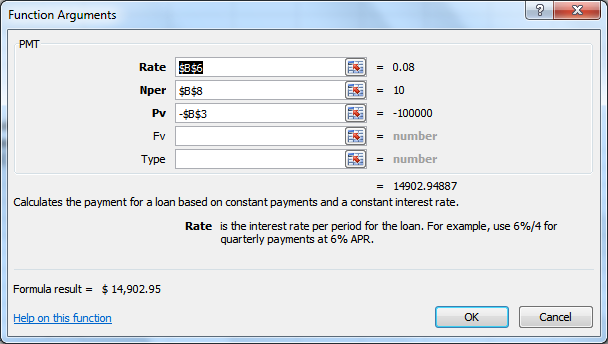 Function Arguments
PMT
Rate $B$6 = 0.08
Nper $B$8 = 10
Pv -$B$3 = -100000
Fv = number
Type = number
= 14902.94887
Calculates the payment for a loan based on constant payments and a constant interest rate.
Rate is the interest rate per period for the loan. For example, use 6%/4 for
quarterly payments at 6% APR.
Formula result = $ 14,902.95
Help on this function OK Cancel